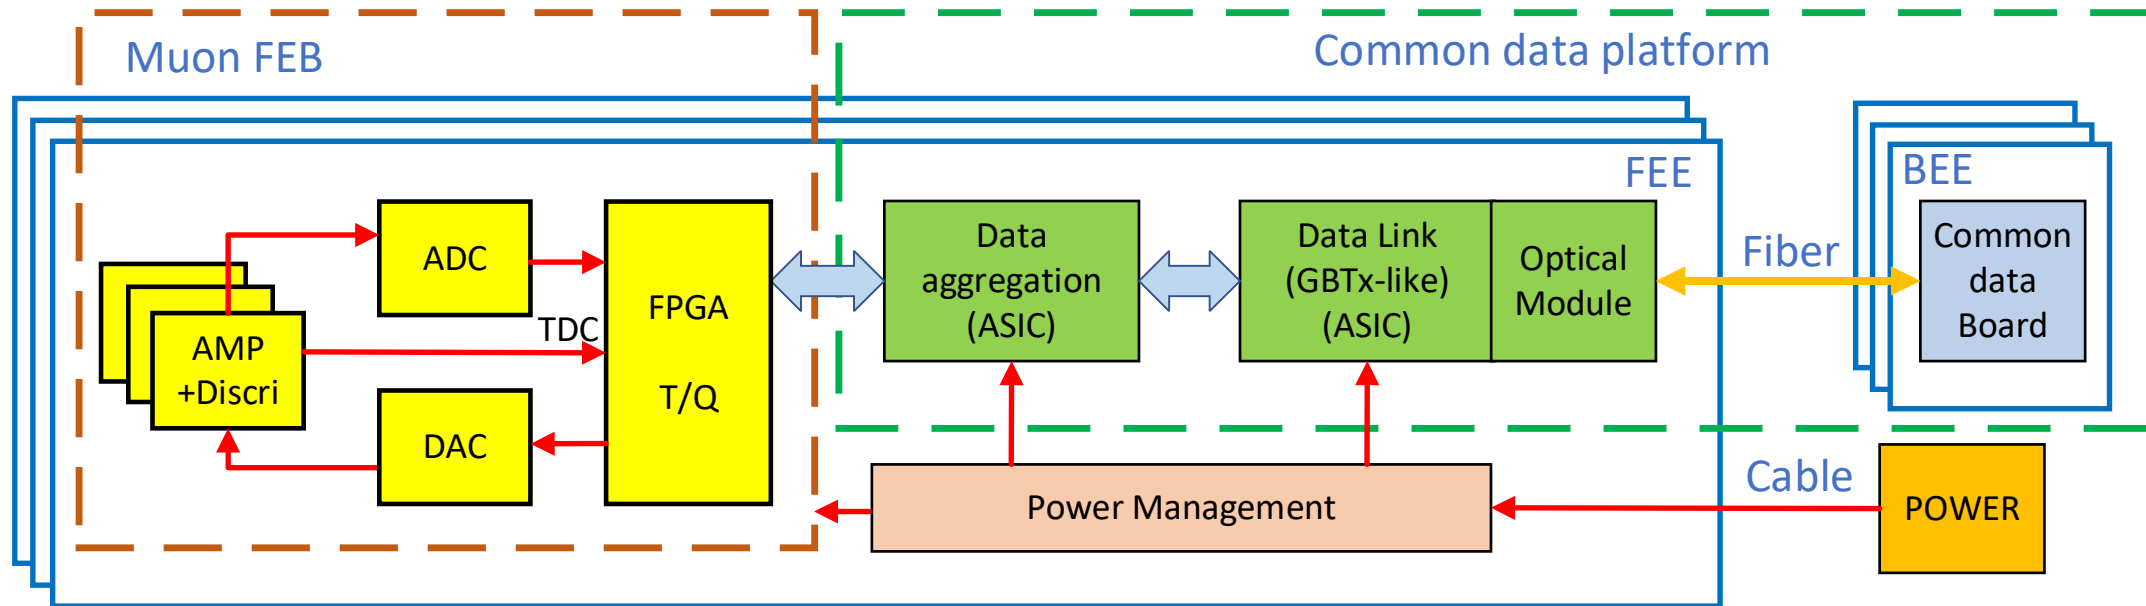 Muon FEB
Common data platform
FEE
BEE
ADC
FPGA
T/Q
TDC
AMP
+Discri
DAC
Data
aggregation
(ASIC)
Data Link
(GBTx-like)
(ASIC)
Optical
Module
Fiber
Common
data
Board
Power Management
Cable
POWER